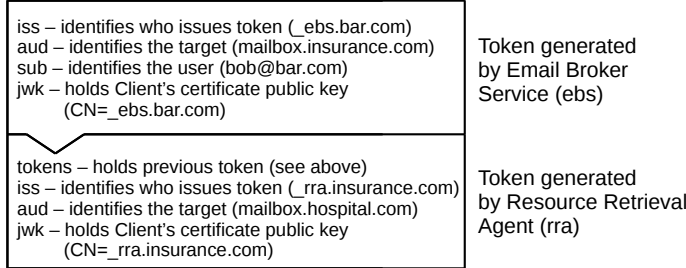 iss – identifies who issues token (_ebs.bar.com)
aud – identifies the target (mailbox.insurance.com)
sub – identifies the user (bob@bar.com)
jwk – holds Client's certificate public key
(CN=_ebs.bar.com)
Token generated
by Email Broker
Service (ebs)
tokens – holds previous token (see above)
iss – identifies who issues token (_rra.insurance.com)
aud – identifies the target (mailbox.hospital.com)
jwk – holds Client's certificate public key
(CN=_rra.insurance.com)
Token generated
by Resource Retrieval
Agent (rra)